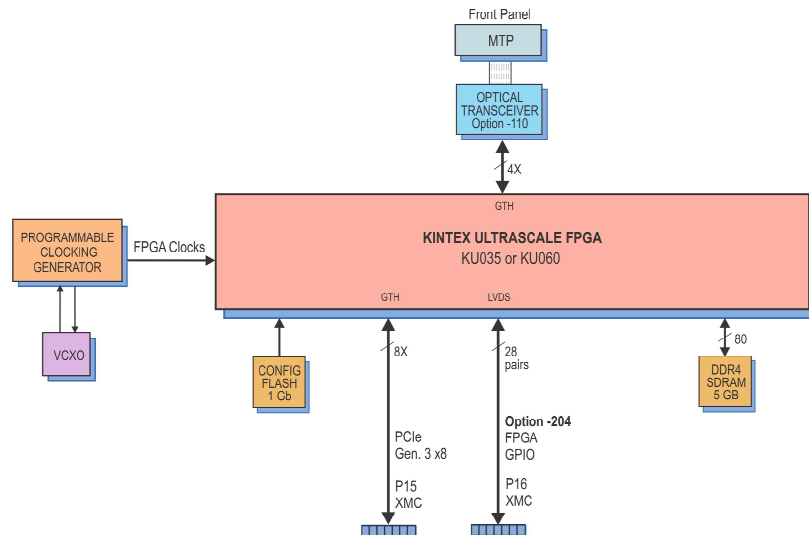 Front Panel
MTP
OPTICAL
TRANSCEIVER
Option -110
4X
GTH
KINTEX ULTRASCALE FPGA
KU035 or KU060
PROGRAMMABLE
CLOCKING
GENERATOR
FPGA Clocks
GTH
LVDS
VCXO
CONFIG
FLASH
1 Gb
8X
28
pairs
80
DDR4
SDRAM
5 GB
PCIe
Gen. 3 x8
P15
XMC
Option -204
FPGA
GPIO
P16
XMC